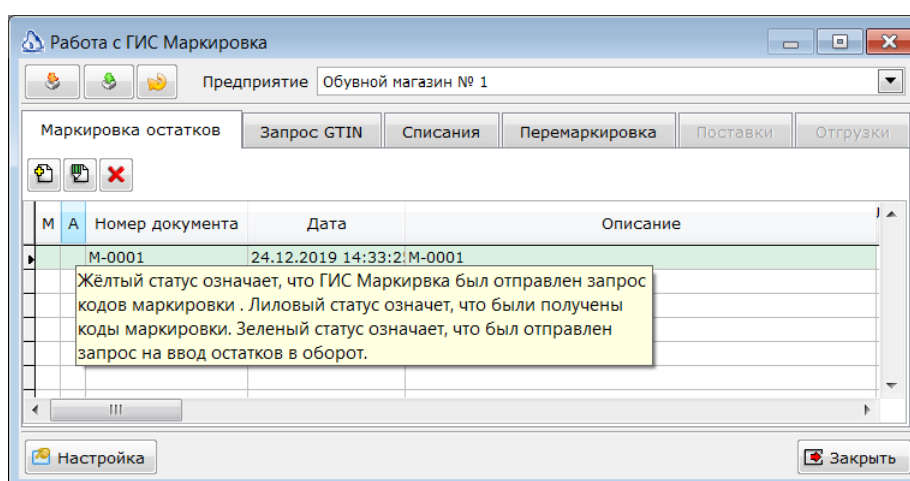 Работа с ГИС Маркировка
Предприятие Обувной магазин № 1
Маркировка остатков Запрос GTIN Списания Перемаркировка Поставки Отгрузки
М А Номер документа Дата Описание
М-0001 24.12.2019 14:33:2 М-0001
Жёлтый статус означает, что ГИС Маркирвка был отправлен запрос
кодов маркировки . Лиловый статус означет, что были получены
коды маркировки. Зеленый статус означает, что был отправлен
запрос на ввод остатков в оборот.
Настройка Закрыть